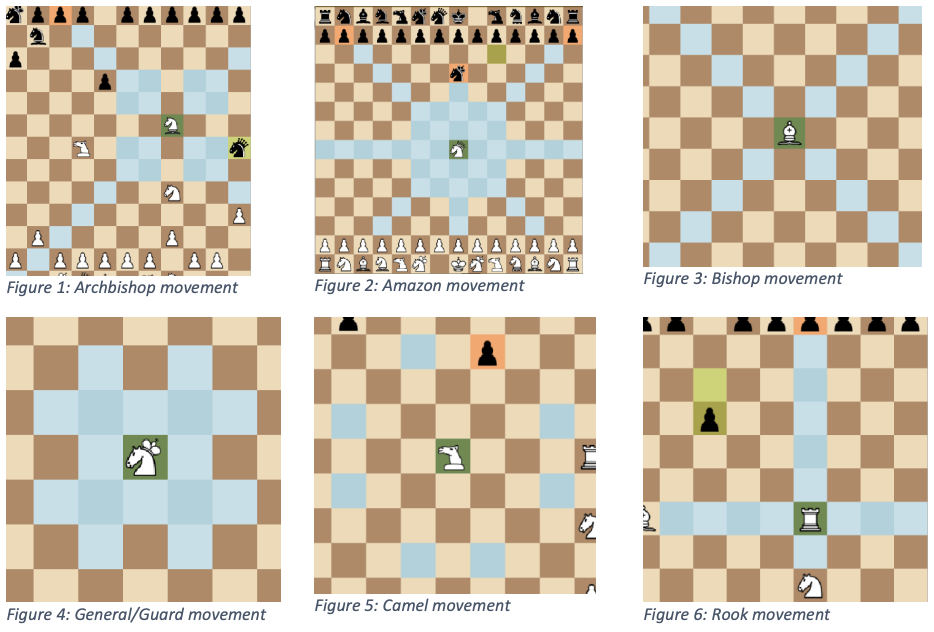 Figure 1: Archbishop movement
Figure 2: Amazon movement
Figure 3: Bishop movement
Figure 4: General/Guard movement
Figure 5: Camel movement
Figure 6: Rook movement